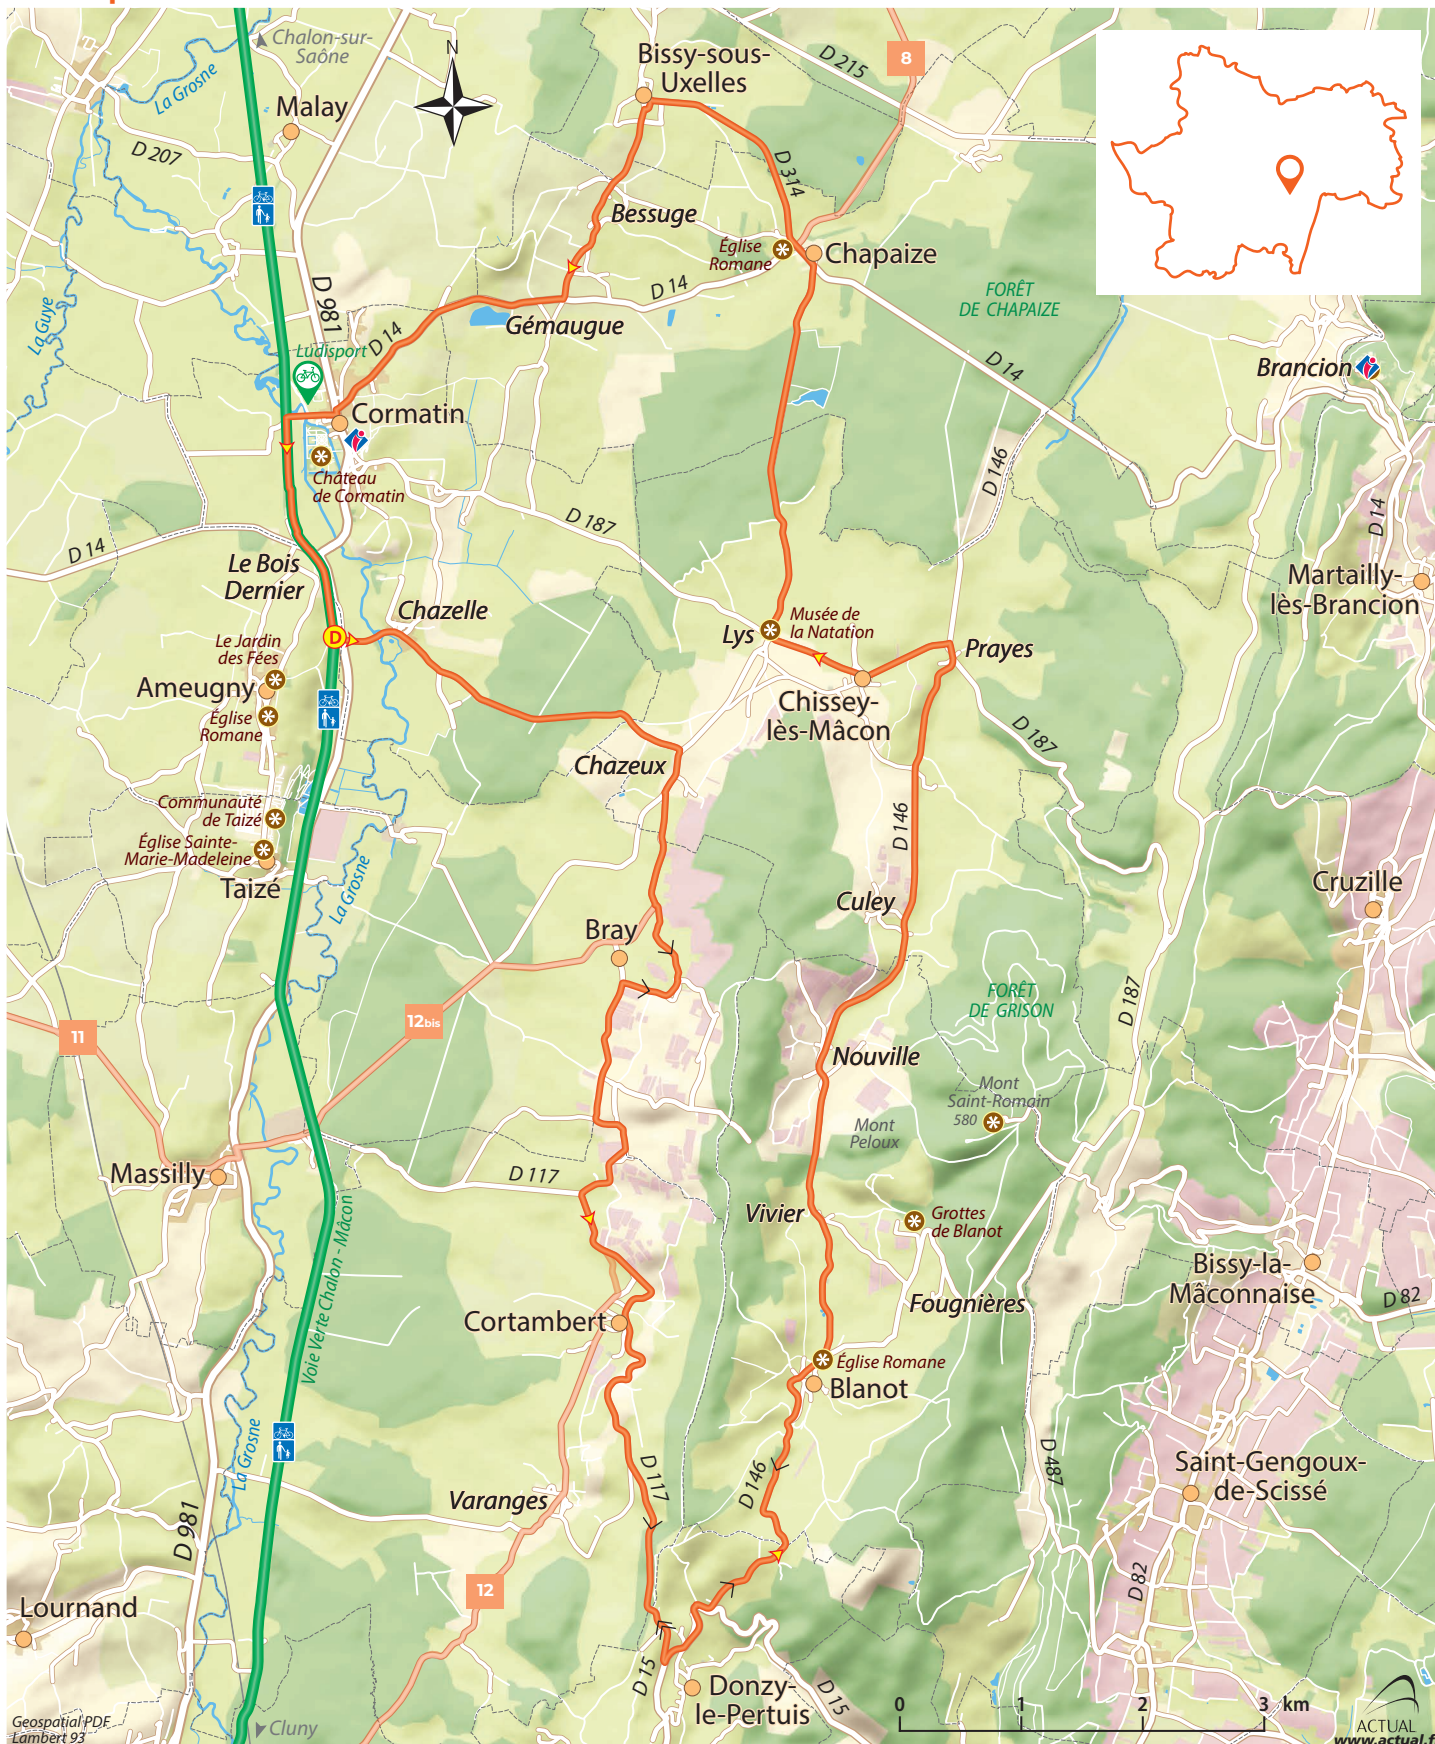 Chalon-sur-
Saône
La Grosne
Malay
D 207
N
Bissy-sous-
Uxelles
D 215
8
D 314
Bessuge
Église
Romane
Chapaize
D 14
Gémaugue
La Guye
D 981
D 14
Ludisport
Cormatin
Château
de Cormatin
FORÊT
DE CHAPAIZE
D 14
Brancion
D 146
D 14
D 187
D 14
Le Bois
Dernier
Martailly-
lès-Brancion
Chazelle
D
Le Jardin
des Fées
Ameugny
Église
Romane
Lys
Musée de
la Natation
Prayes
Chissey-
lès-Mâcon
D 187
Chazeux
Communauté
de Taizé
Église Sainte-
Marie-Madeleine
Taizé
La Grosne
D 146
Culey
Cruzille
Bray
11
12bis
FORÊT
DE GRISON
D 187
Nouville
Mont
Saint-Romain
580
Mont
Peloux
Massilly
D 117
Voie Verte Chalon - Mâcon
Vivier
Grottes
de Blanot
Bissy-la-
Mâconnaise
D 82
Fougnières
Cortambert
Église Romane
Blanot
La Grosne
D 117
D 146
D 487
Saint-Gengoux-
de-Scissé
Varanges
D 981
12
D 82
Lournand
D 15
Donzy-
le-Pertuis
D 15
0 1 2 3 km
Cluny
Geospatial PDF
Lambert 93
ACTUAL
www.actual.f